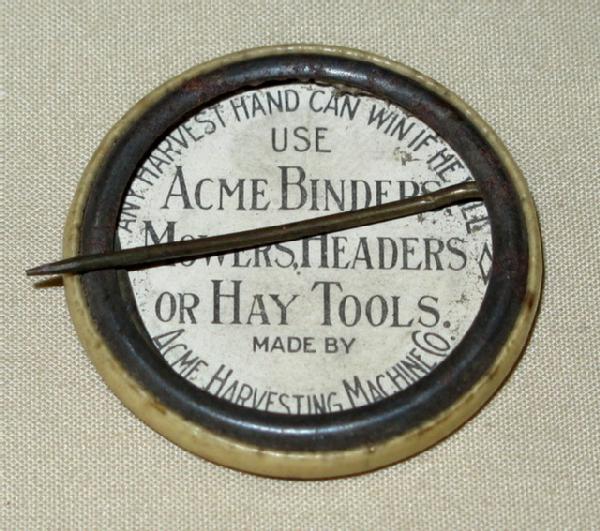 ANY HARVEST HAND CAN WIN IF HE WILL
USE
ACME BINDERS,
MOWERS, HEADERS
OR HAY TOOLS.
MADE BY
ACME HARVESTING MACHINE CO.